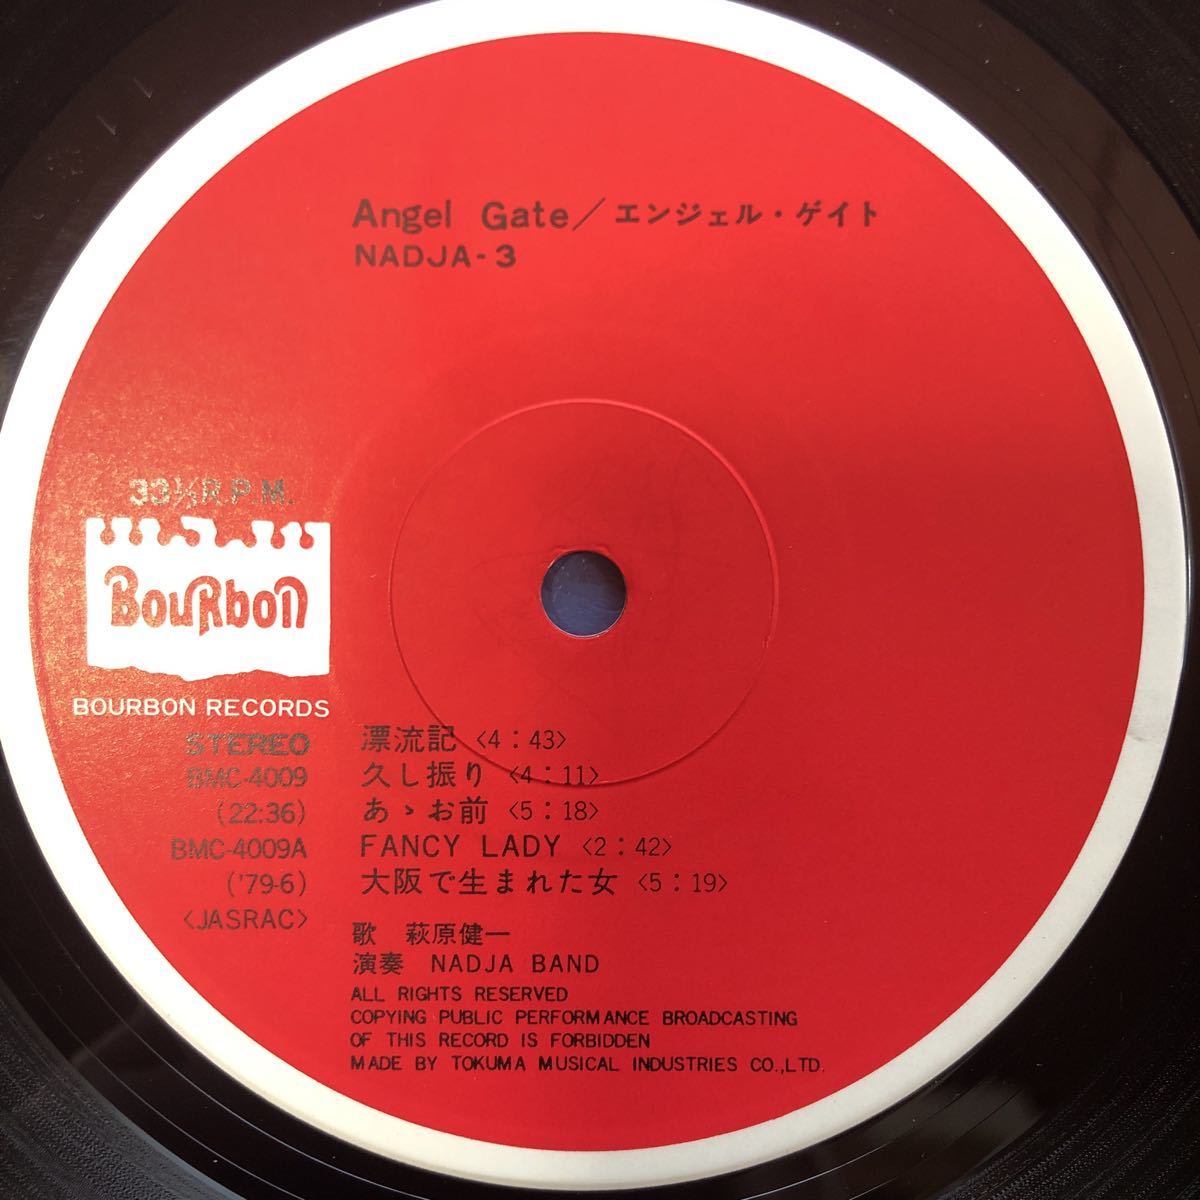 Angel Gate／エンジェル・ゲイト
NADJA-3
33⅓R.P.M.
BouRbon
BOURBON RECORDS
STEREO
BMC-4009
(22:36)
BMC-4009A
('79-6)
<JASRAC>
漂流記 <4：43>
久し振り <4：11>
あゝお前 <5：18>
FANCY LADY <2：42>
大阪で生まれた女 <5：19>
歌 萩原健一
演奏 NADJA BAND
ALL RIGHTS RESERVED
COPYING PUBLIC PERFORMANCE BROADCASTING
OF THIS RECORD IS FORBIDDEN
MADE BY TOKUMA MUSICAL INDUSTRIES CO.,LTD.